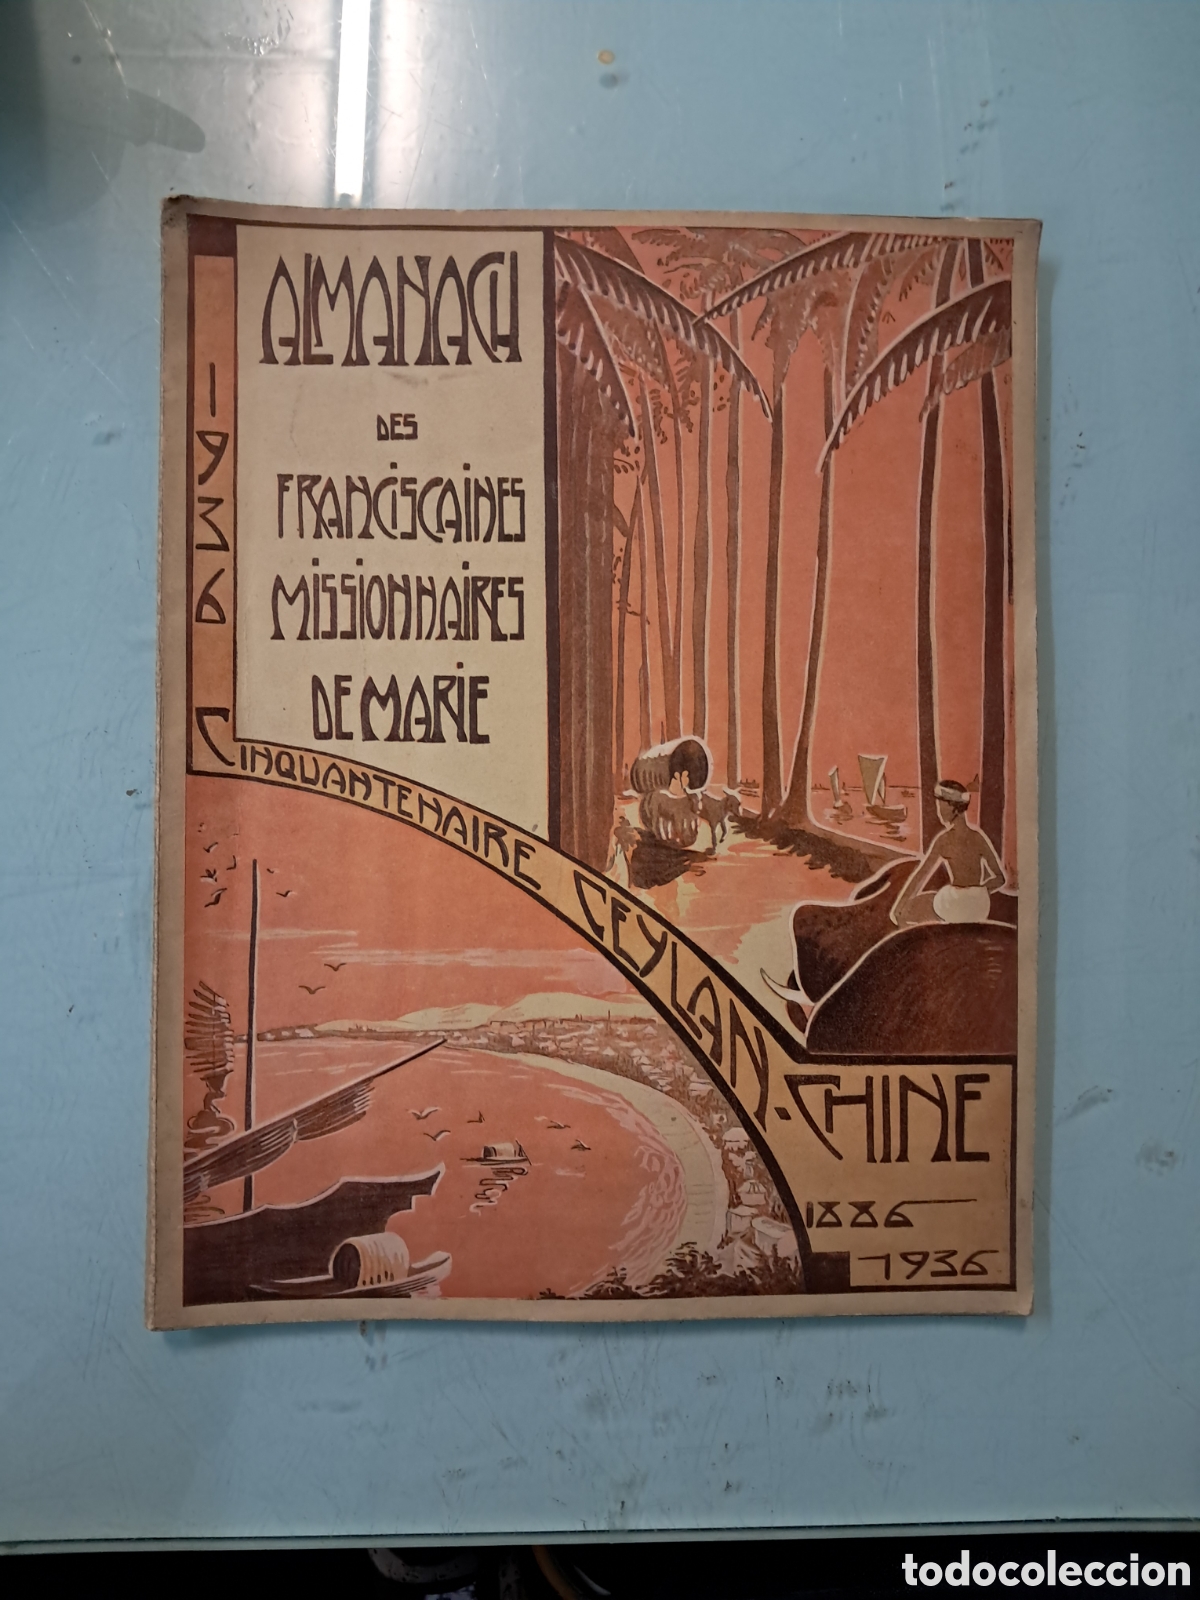 1936
ALMANACH
DES
FRANCISCAINES
MISSIONNAIRES
DE MARIE
CINQUANTENAIRE CEYLAN-CHINE
1886
1936
todocoleccion